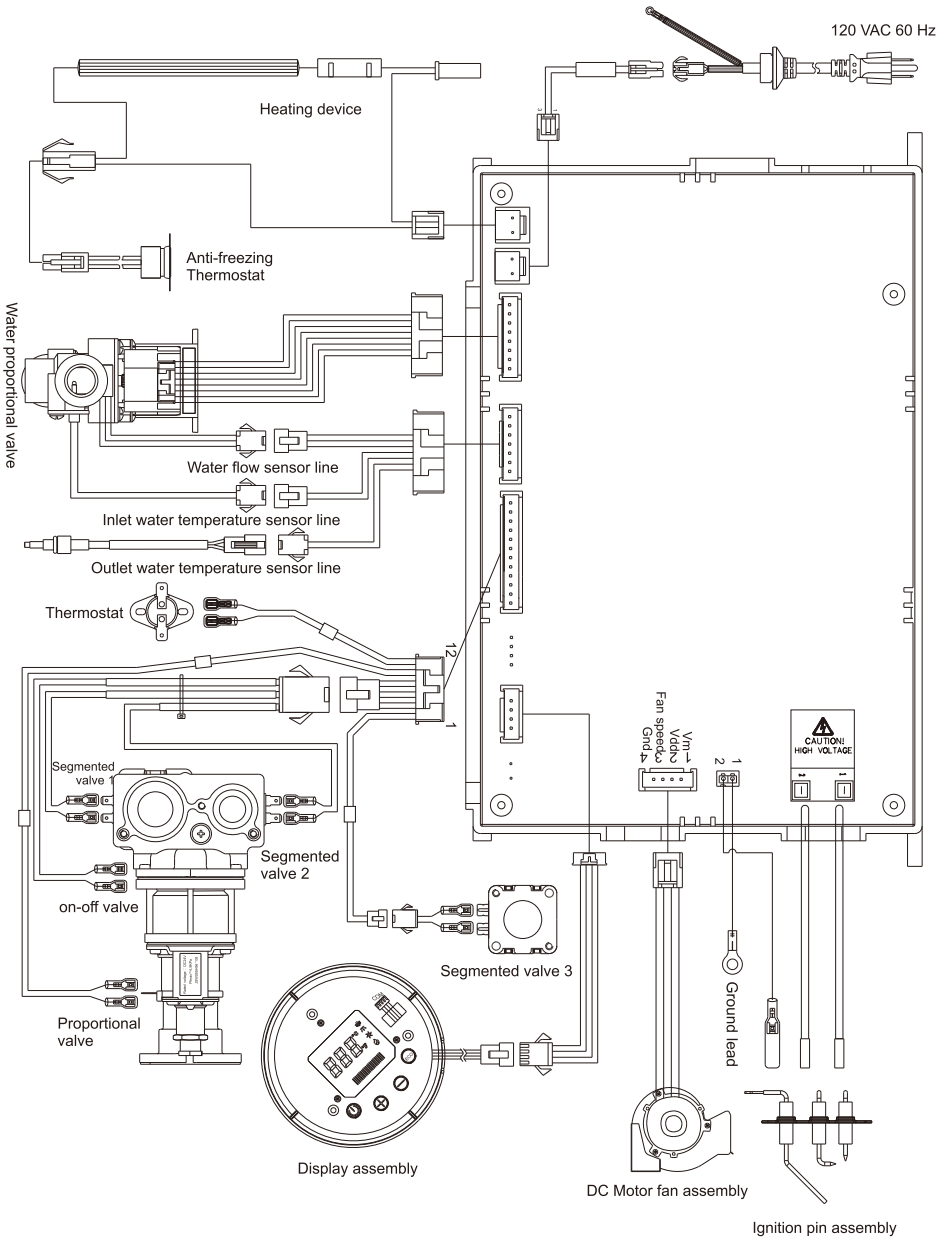 120 VAC 60 Hz
Heating device
3
1
Anti-freezing
Thermostat
Water proportional valve
Water flow sensor line
Inlet water temperature sensor line
Outlet water temperature sensor line
Thermostat
12
1
Segmented
valve 1
Segmented
valve 2
on-off valve
Proportional
valve
Segmented valve 3
Fan speed3
Gnd 4
Vm 1
Vdd2
2
1
CAUTION!
HIGH VOLTAGE
Ground lead
Display assembly
DC Motor fan assembly
Ignition pin assembly